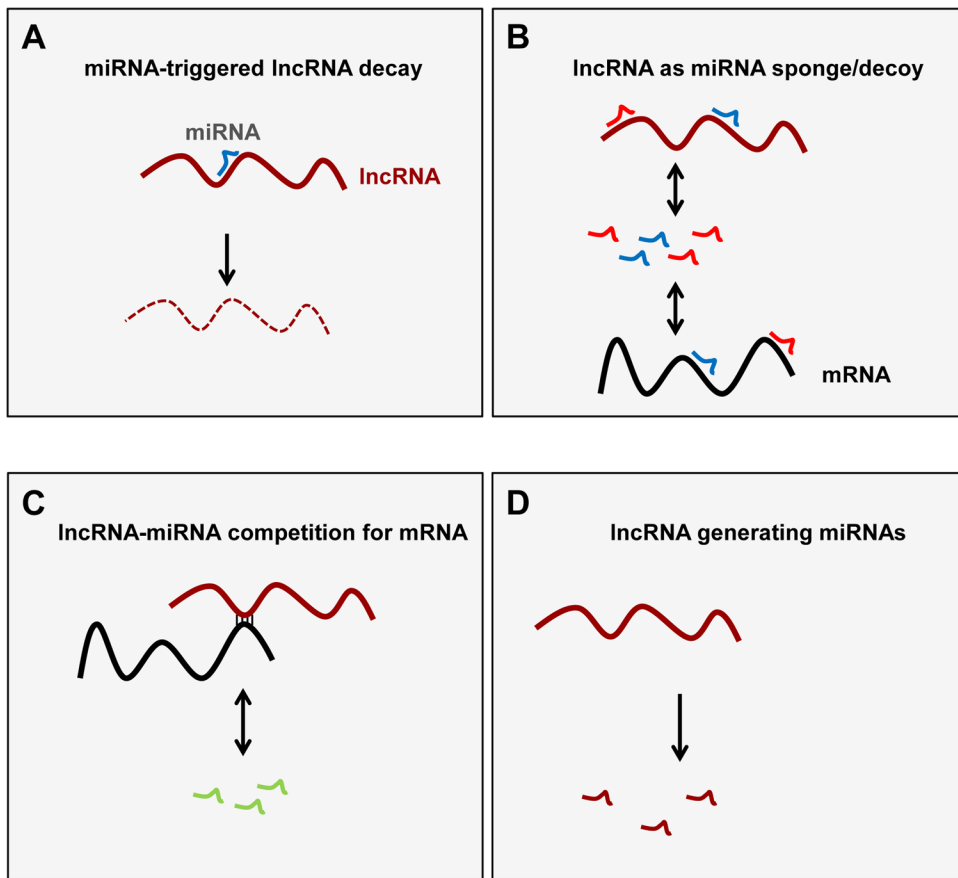 A
miRNA-triggered lncRNA decay
miRNA
lncRNA
B
lncRNA as miRNA sponge/decoy
mRNA
C
lncRNA-miRNA competition for mRNA
D
lncRNA generating miRNAs